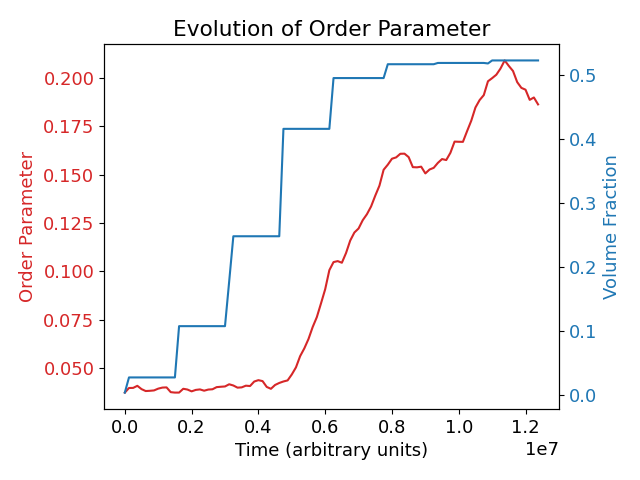 Evolution of Order Parameter
Order Parameter
0.200
0.175
0.150
0.125
0.100
0.075
0.050
0.5
0.4
0.3
0.2
0.1
0.0
Volume Fraction
0.0 0.2 0.4 0.6 0.8 1.0 1.2
1e7
Time (arbitrary units)